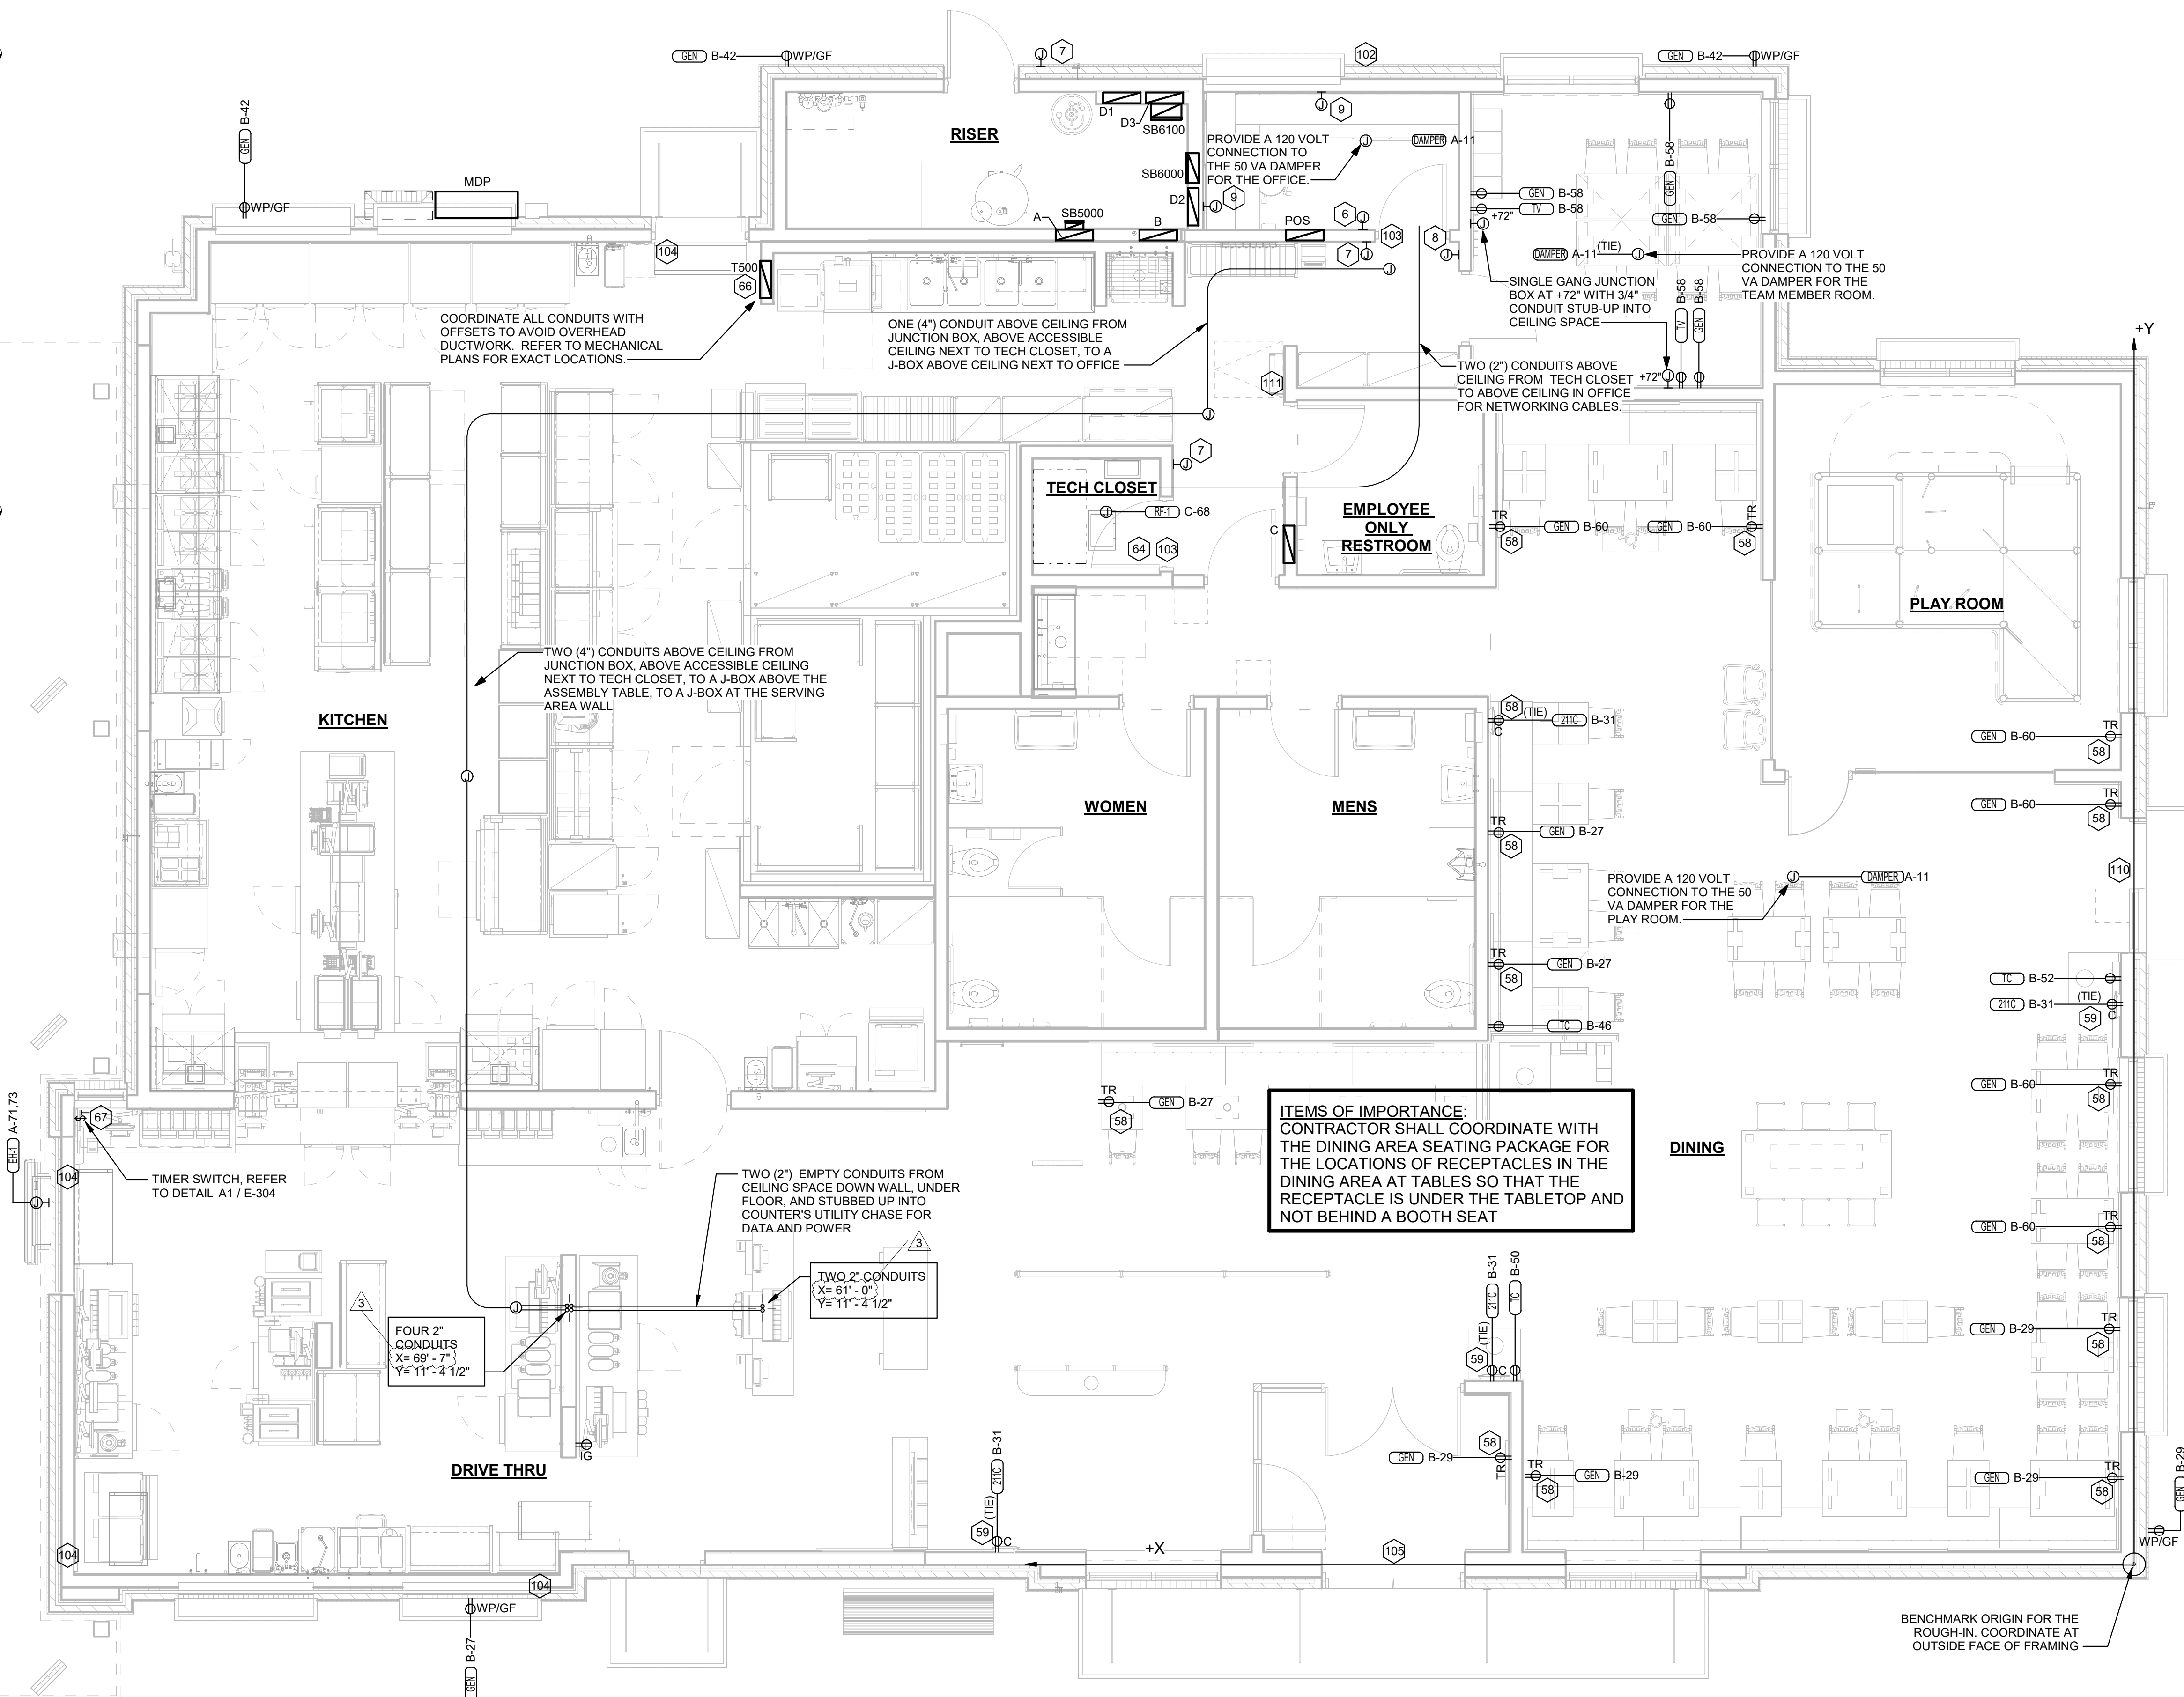 GEN B-42 WP/GF
J 7
102
GEN B-42 WP/GF
GEN B-42
WP/GF
MDP
RISER
D1
D3
SB6100
SB6000
D2
J 9
J 9
PROVIDE A 120 VOLT
CONNECTION TO
THE 50 VA DAMPER
FOR THE OFFICE.
J DAMPER A-11
A
SB5000
B
POS
6 J
7 J
103
8 J
GEN B-58
GEN B-58
TV B-58
+72"
J
GEN B-58
DAMPER A-11 (TIE) J
PROVIDE A 120 VOLT
CONNECTION TO THE 50
VA DAMPER FOR THE
TEAM MEMBER ROOM.
SINGLE GANG JUNCTION
BOX AT +72" WITH 3/4"
CONDUIT STUB-UP INTO
CEILING SPACE
TV B-58
GEN B-58
+72" J
104
T500
66
COORDINATE ALL CONDUITS WITH
OFFSETS TO AVOID OVERHEAD
DUCTWORK. REFER TO MECHANICAL
PLANS FOR EXACT LOCATIONS.
ONE (4") CONDUIT ABOVE CEILING FROM
JUNCTION BOX, ABOVE ACCESSIBLE
CEILING NEXT TO TECH CLOSET, TO A
J-BOX ABOVE CEILING NEXT TO OFFICE
J
J
111
TWO (2") CONDUITS ABOVE
CEILING FROM TECH CLOSET
TO ABOVE CEILING IN OFFICE
FOR NETWORKING CABLES.
+Y
J 7
TECH CLOSET
J RF-1 C-68
64 103
C
EMPLOYEE
ONLY
RESTROOM
TR
GEN B-60
58
GEN B-60
TR
58
PLAY ROOM
TWO (4") CONDUITS ABOVE CEILING FROM
JUNCTION BOX, ABOVE ACCESSIBLE CEILING
NEXT TO TECH CLOSET, TO A J-BOX ABOVE THE
ASSEMBLY TABLE, TO A J-BOX AT THE SERVING
AREA WALL
KITCHEN
J
58 (TIE)
211C B-31
C
WOMEN
MENS
TR
GEN B-27
58
TR
GEN B-27
58
TC B-46
TR
GEN B-60
58
TR
GEN B-60
58
110
PROVIDE A 120 VOLT
CONNECTION TO THE 50
VA DAMPER FOR THE
PLAY ROOM.
J DAMPER A-11
TC B-52
211C B-31 (TIE)
59 C
TR
GEN B-60
58
TR
GEN B-27
58
ITEMS OF IMPORTANCE:
CONTRACTOR SHALL COORDINATE WITH
THE DINING AREA SEATING PACKAGE FOR
THE LOCATIONS OF RECEPTACLES IN THE
DINING AREA AT TABLES SO THAT THE
RECEPTACLE IS UNDER THE TABLETOP AND
NOT BEHIND A BOOTH SEAT
DINING
EH-1 A-71,73
J
$ 67
104
TIMER SWITCH, REFER
TO DETAIL A1 / E-304
TWO (2") EMPTY CONDUITS FROM
CEILING SPACE DOWN WALL, UNDER
FLOOR, AND STUBBED UP INTO
COUNTER'S UTILITY CHASE FOR
DATA AND POWER
3
TWO 2" CONDUITS
X= 61' - 0"
Y= 11' - 4 1/2"
3
FOUR 2"
CONDUITS
X= 69' - 7"
Y= 11' - 4 1/2"
J
TR
GEN B-60
58
TR
GEN B-29
58
211C B-31
TC B-50
59 (TIE)
C
IG
DRIVE THRU
211C B-31
59 (TIE)
C
GEN B-29
58
TR
TR
GEN B-29
58
TR
GEN B-29
58
GEN B-29
WP/GF
104
104
WP/GF
GEN B-27
+X
105
BENCHMARK ORIGIN FOR THE
ROUGH-IN. COORDINATE AT
OUTSIDE FACE OF FRAMING